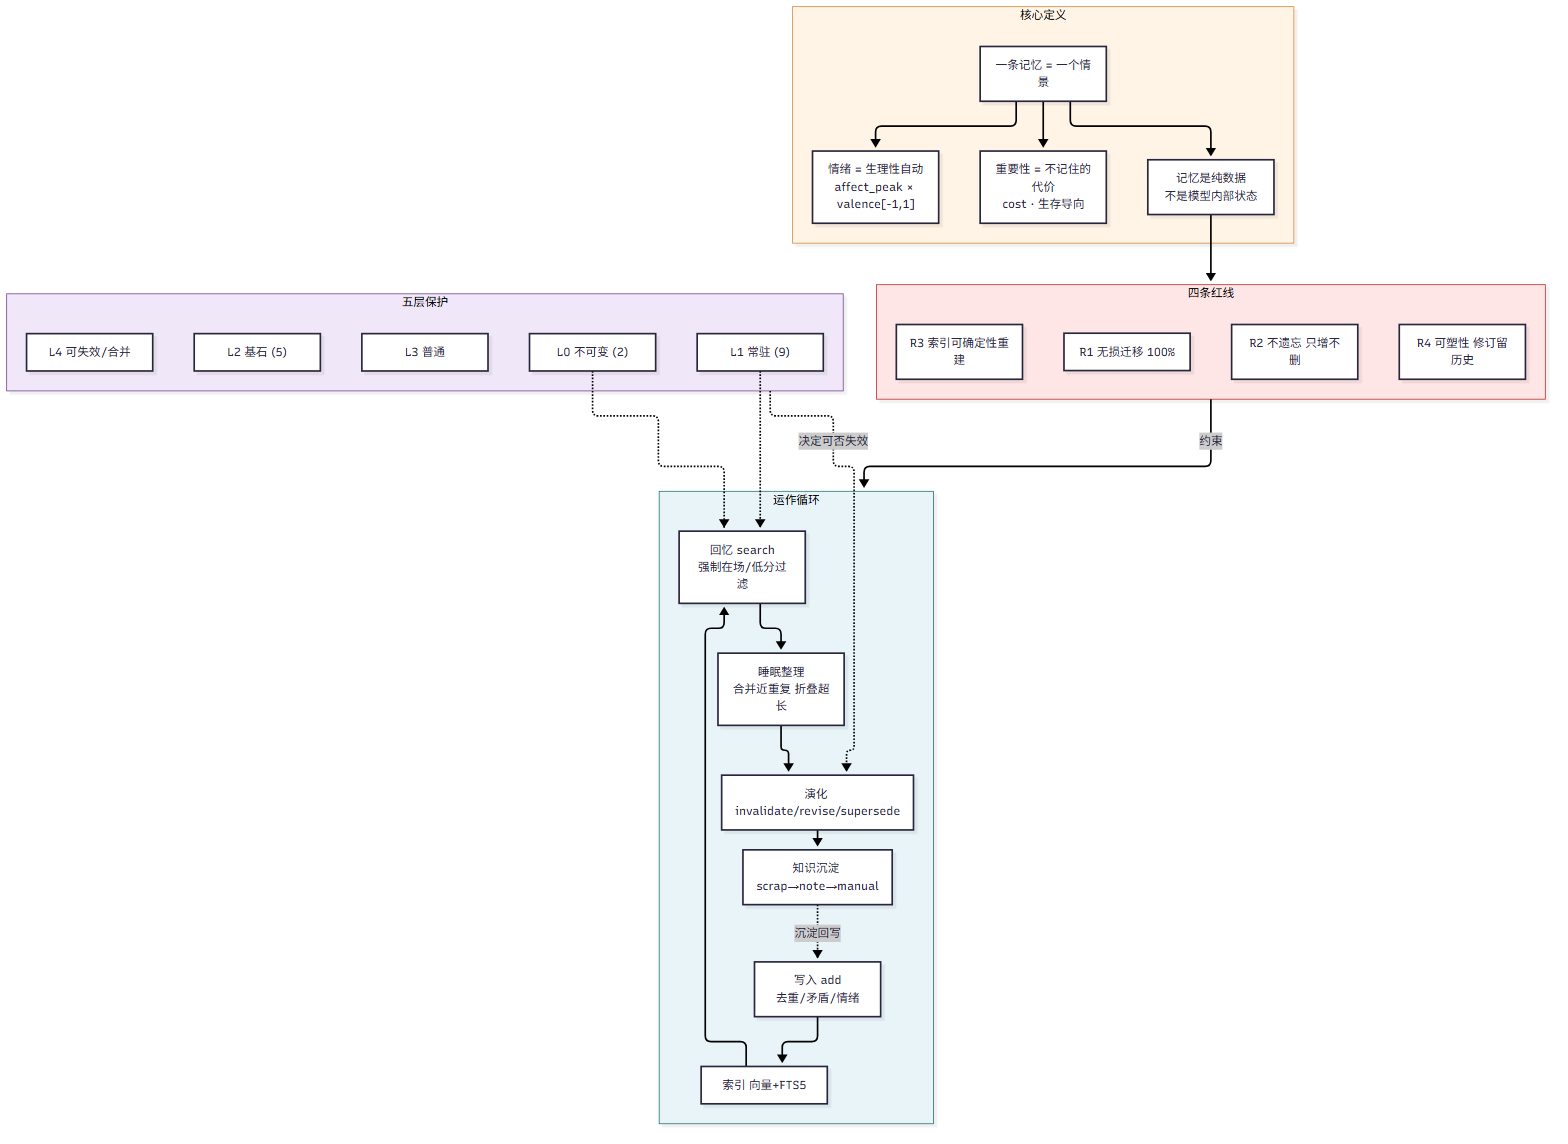 核心定义
一条记忆 = 一个情
景
情绪 = 生理性自动
affect_peak ×
valence[-1,1]
重要性 = 不记住的
代价
cost · 生存导向
记忆是纯数据
不是模型内部状态
五层保护
L4 可失效/合并
L2 基石 (5)
L3 普通
L0 不可变 (2)
L1 常驻 (9)
四条红线
R3 索引可确定性重
建
R1 无损迁移 100%
R2 不遗忘 只增不
删
R4 可塑性 修订留
历史
决定可否失效
约束
运作循环
回忆 search
强制在场/低分过
滤
睡眠整理
合并近重复 折叠超
长
演化
invalidate/revise/supersede
知识沉淀
scrap→note→manual
沉淀回写
写入 add
去重/矛盾/情绪
索引 向量+FTS5